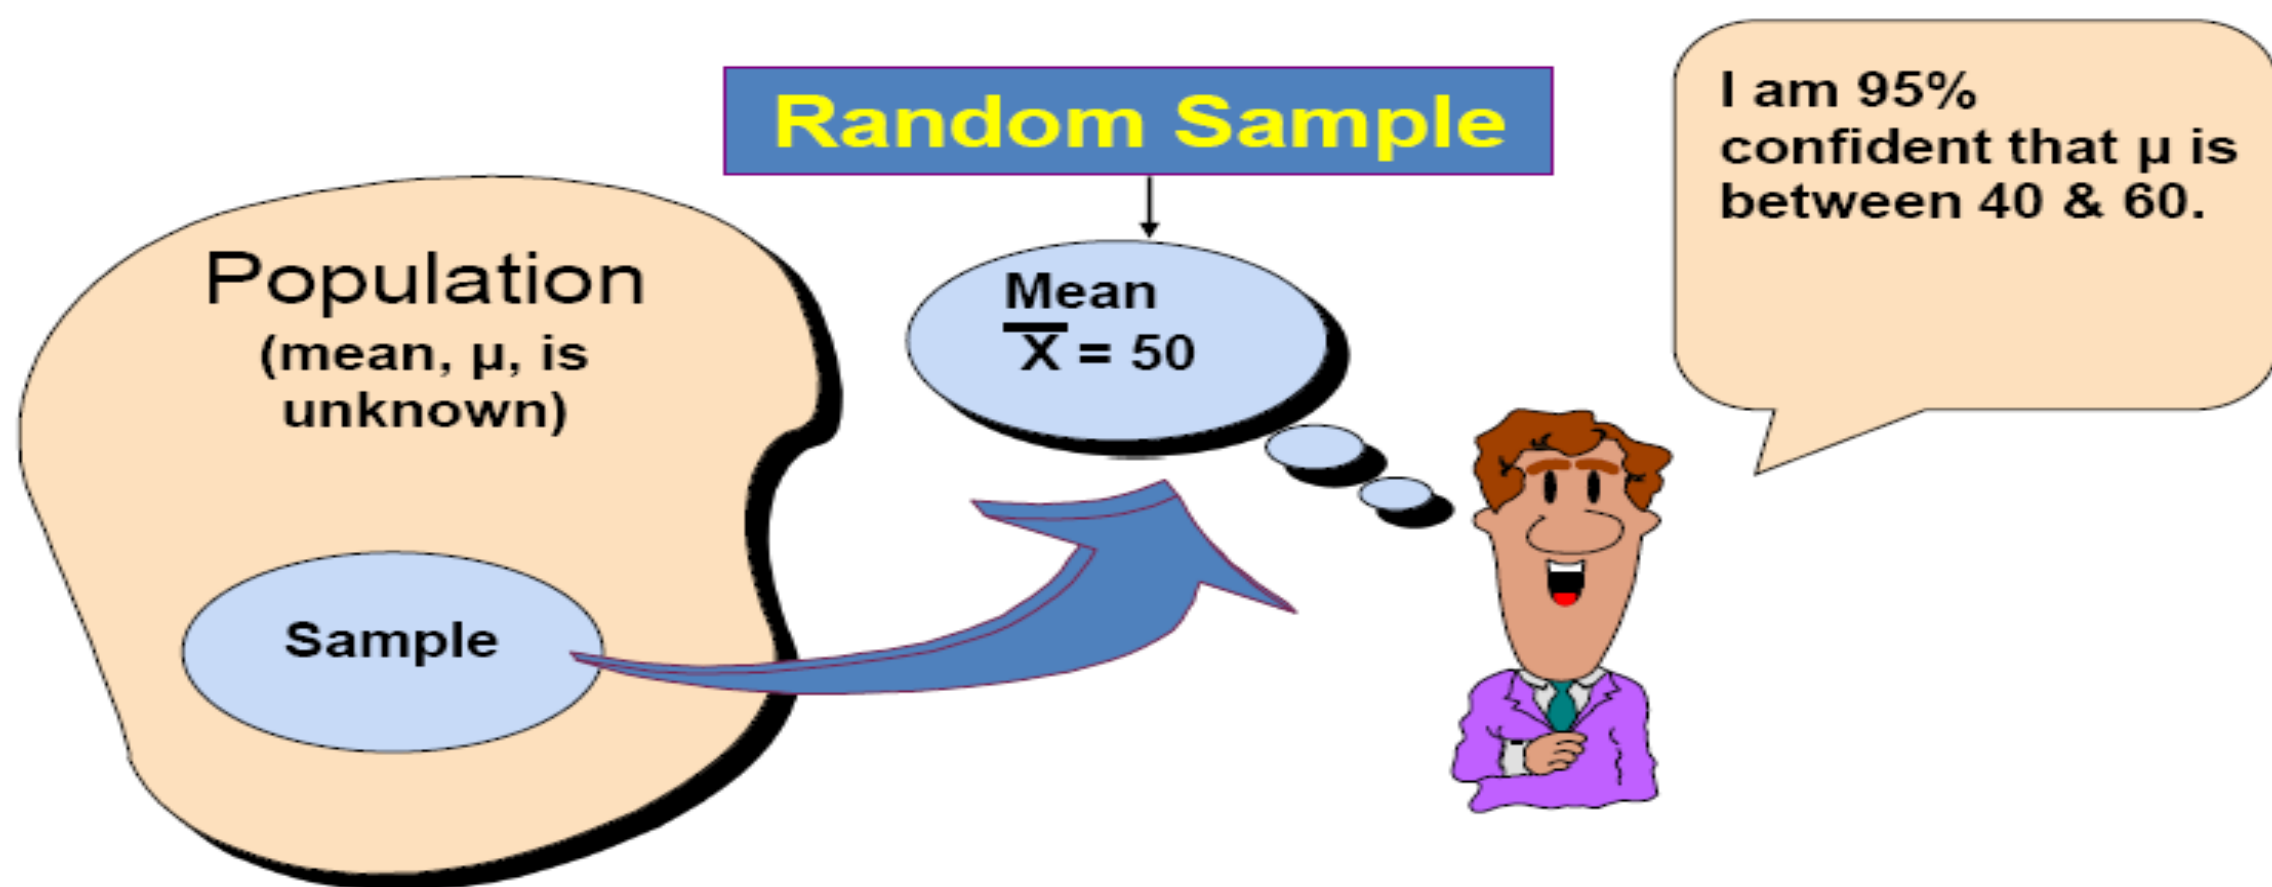 Random Sample
I am 95%
confident that μ is
between 40 & 60.
Population
(mean, μ, is
unknown)
Mean
X̅ = 50
Sample